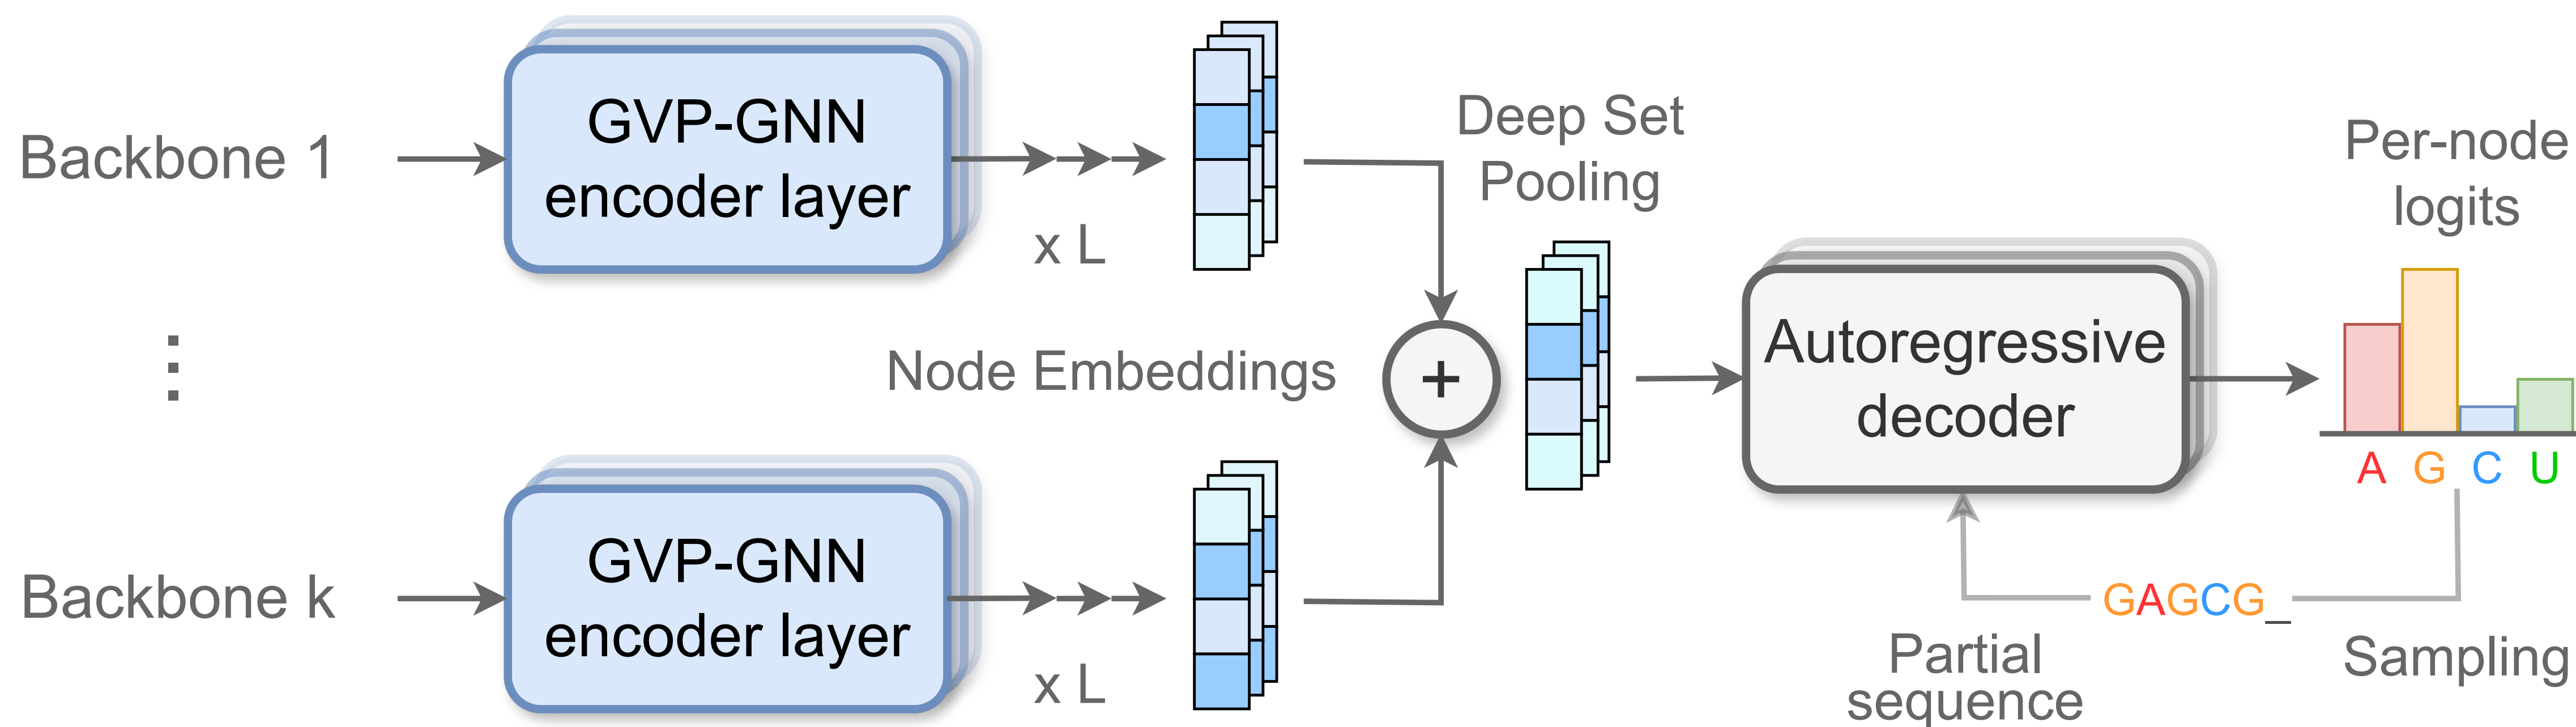 Backbone 1
GVP-GNN
encoder layer
x L
Deep Set
Pooling
Per-node
logits
Node Embeddings
+
Autoregressive
decoder
A G C U
Backbone k
GVP-GNN
encoder layer
x L
GAGCG_
Partial
sequence
Sampling